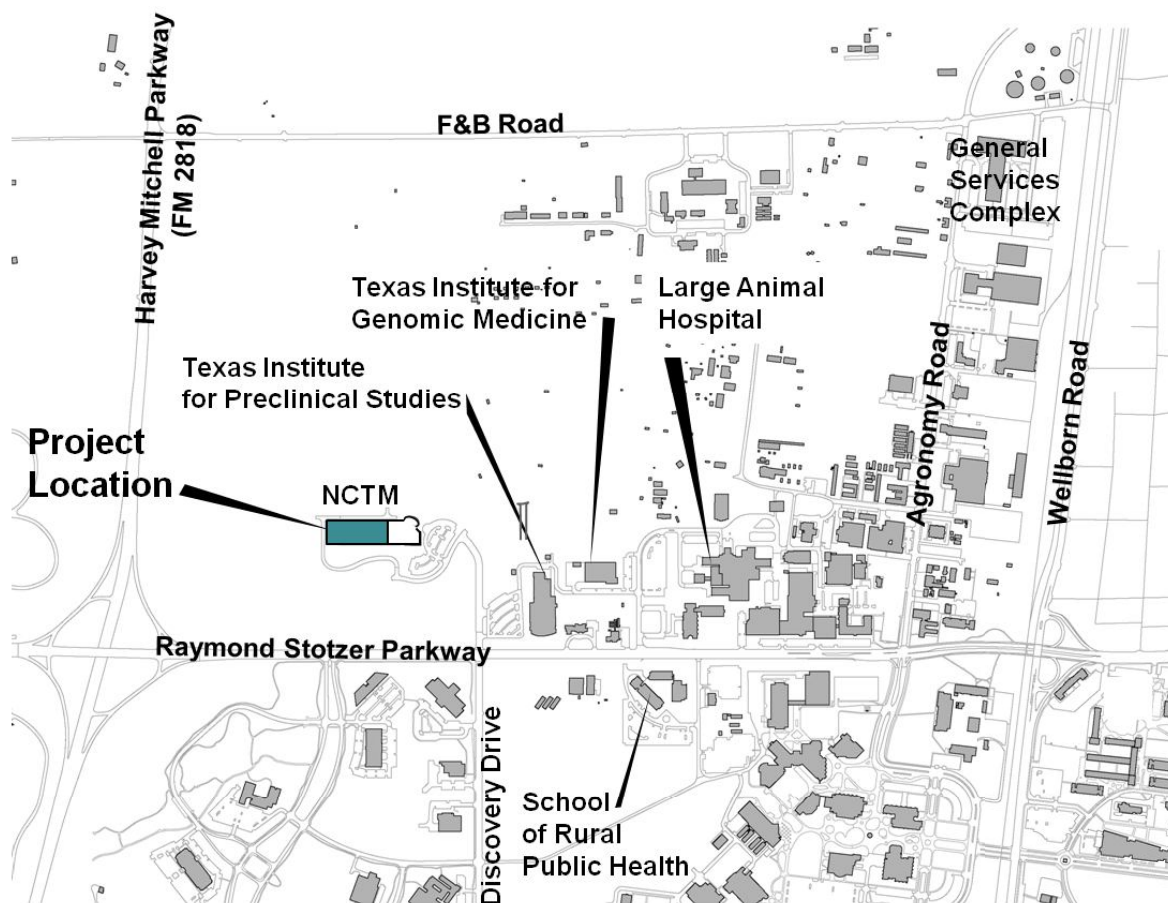 F&B Road
Harvey Mitchell Parkway
(FM 2818)
General
Services
Complex
Texas Institute for
Genomic Medicine
Large Animal
Hospital
Texas Institute
for Preclinical Studies
Agronomy Road
Wellborn Road
Project
Location
NCTM
Raymond Stotzer Parkway
Discovery Drive
School
of Rural
Public Health